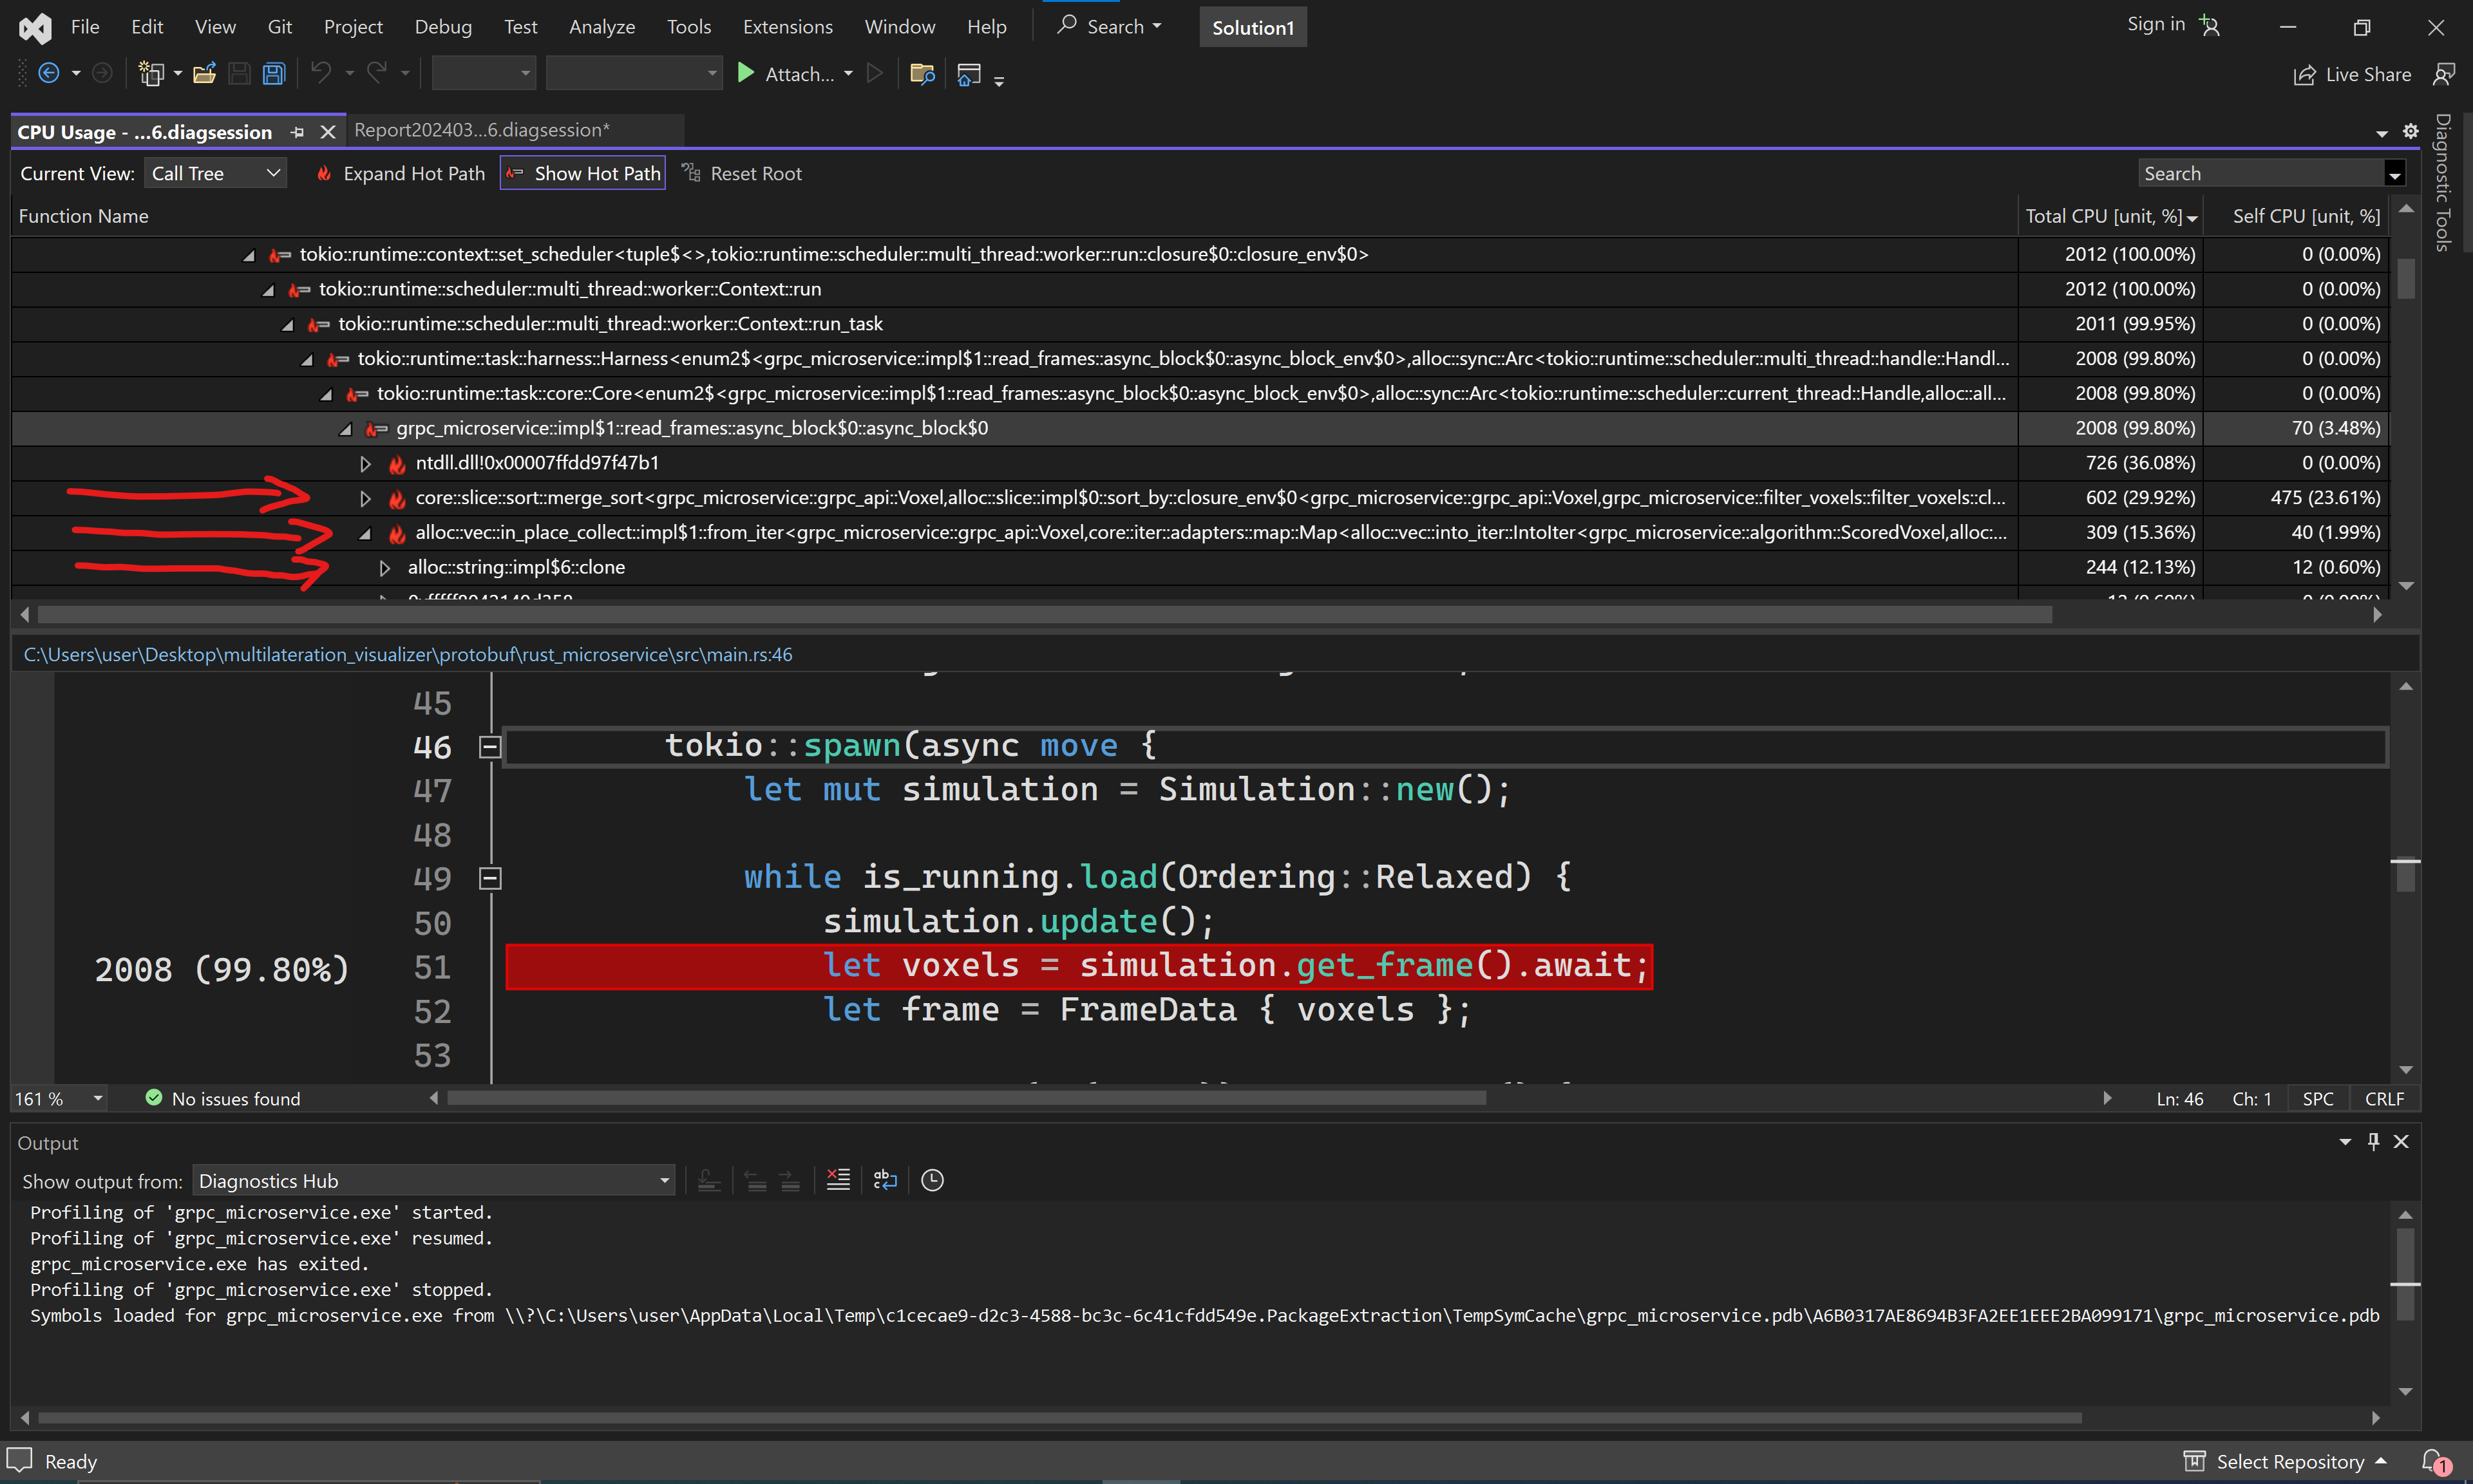 File Edit View Git Project Debug Test Analyze Tools Extensions Window Help Search Solution1 Sign in
Attach... Live Share
CPU Usage - ...6.diagsession Report202403...6.diagsession*
Current View: Call Tree Expand Hot Path Show Hot Path Reset Root Search
Diagnostic Tools
Function Name Total CPU [unit, %] Self CPU [unit, %]
tokio::runtime::context::set_scheduler<tuple$<>,tokio::runtime::scheduler::multi_thread::worker::run::closure$0::closure_env$0> 2012 (100.00%) 0 (0.00%)
tokio::runtime::scheduler::multi_thread::worker::Context::run 2012 (100.00%) 0 (0.00%)
tokio::runtime::scheduler::multi_thread::worker::Context::run_task 2011 (99.95%) 0 (0.00%)
tokio::runtime::task::harness::Harness<enum2$<grpc_microservice::impl$1::read_frames::async_block$0::async_block_env$0>,alloc::sync::Arc<tokio::runtime::scheduler::multi_thread::handle::Handl... 2008 (99.80%) 0 (0.00%)
tokio::runtime::task::core::Core<enum2$<grpc_microservice::impl$1::read_frames::async_block$0::async_block_env$0>,alloc::sync::Arc<tokio::runtime::scheduler::current_thread::Handle,alloc::all... 2008 (99.80%) 0 (0.00%)
grpc_microservice::impl$1::read_frames::async_block$0::async_block$0 2008 (99.80%) 70 (3.48%)
ntdll.dll!0x00007ffdd97f47b1 726 (36.08%) 0 (0.00%)
core::slice::sort::merge_sort<grpc_microservice::grpc_api::Voxel,alloc::slice::impl$0::sort_by::closure_env$0<grpc_microservice::grpc_api::Voxel,grpc_microservice::filter_voxels::filter_voxels::cl... 602 (29.92%) 475 (23.61%)
alloc::vec::in_place_collect::impl$1::from_iter<grpc_microservice::grpc_api::Voxel,core::iter::adapters::map::Map<alloc::vec::into_iter::IntoIter<grpc_microservice::algorithm::ScoredVoxel,alloc:... 309 (15.36%) 40 (1.99%)
alloc::string::impl$6::clone 244 (12.13%) 12 (0.60%)
C:\Users\user\Desktop\multilateration_visualizer\protobuf\rust_microservice\src\main.rs:46
45
46 tokio::spawn(async move {
47 let mut simulation = Simulation::new();
48
49 while is_running.load(Ordering::Relaxed) {
50 simulation.update();
2008 (99.80%) 51 let voxels = simulation.get_frame().await;
52 let frame = FrameData { voxels };
53
161 % No issues found Ln: 46 Ch: 1 SPC CRLF
Output
Show output from: Diagnostics Hub
Profiling of 'grpc_microservice.exe' started.
Profiling of 'grpc_microservice.exe' resumed.
grpc_microservice.exe has exited.
Profiling of 'grpc_microservice.exe' stopped.
Symbols loaded for grpc_microservice.exe from \\?\C:\Users\user\AppData\Local\Temp\c1cecae9-d2c3-4588-bc3c-6c41cfdd549e.PackageExtraction\TempSymCache\grpc_microservice.pdb\A6B0317AE8694B3FA2EE1EEE2BA099171\grpc_microservice.pdb
Ready Select Repository 1